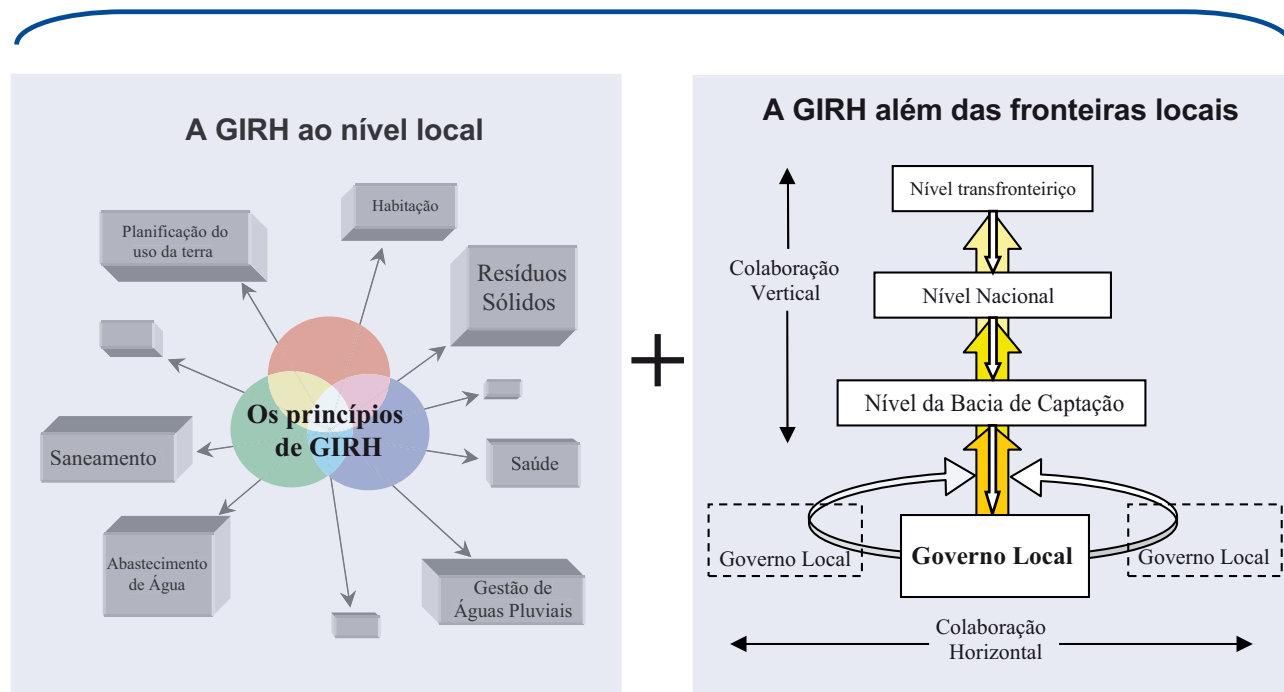 A GIRH ao nível local
Habitação
Planificação do
uso da terra
Resíduos
Sólidos
Os princípios
de GIRH
Saneamento
Saúde
Abastecimento
de Água
Gestão de
Águas Pluviais
+
A GIRH além das fronteiras locais
Nível transfronteiriço
Colaboração
Vertical
Nível Nacional
Nível da Bacia de Captação
Governo Local
Governo Local
Governo Local
Colaboração
Horizontal